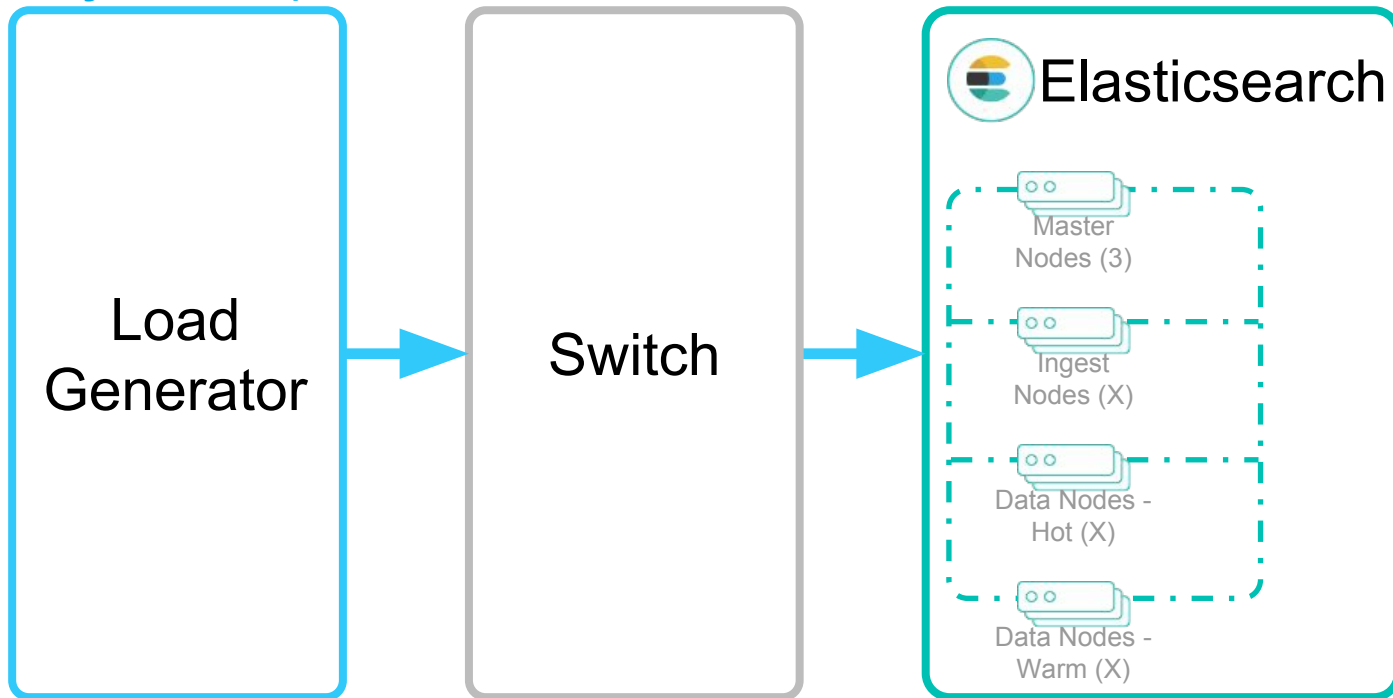 Load
Generator
Switch
Elasticsearch
Master
Nodes (3)
Ingest
Nodes (X)
Data Nodes -
Hot (X)
Data Nodes -
Warm (X)